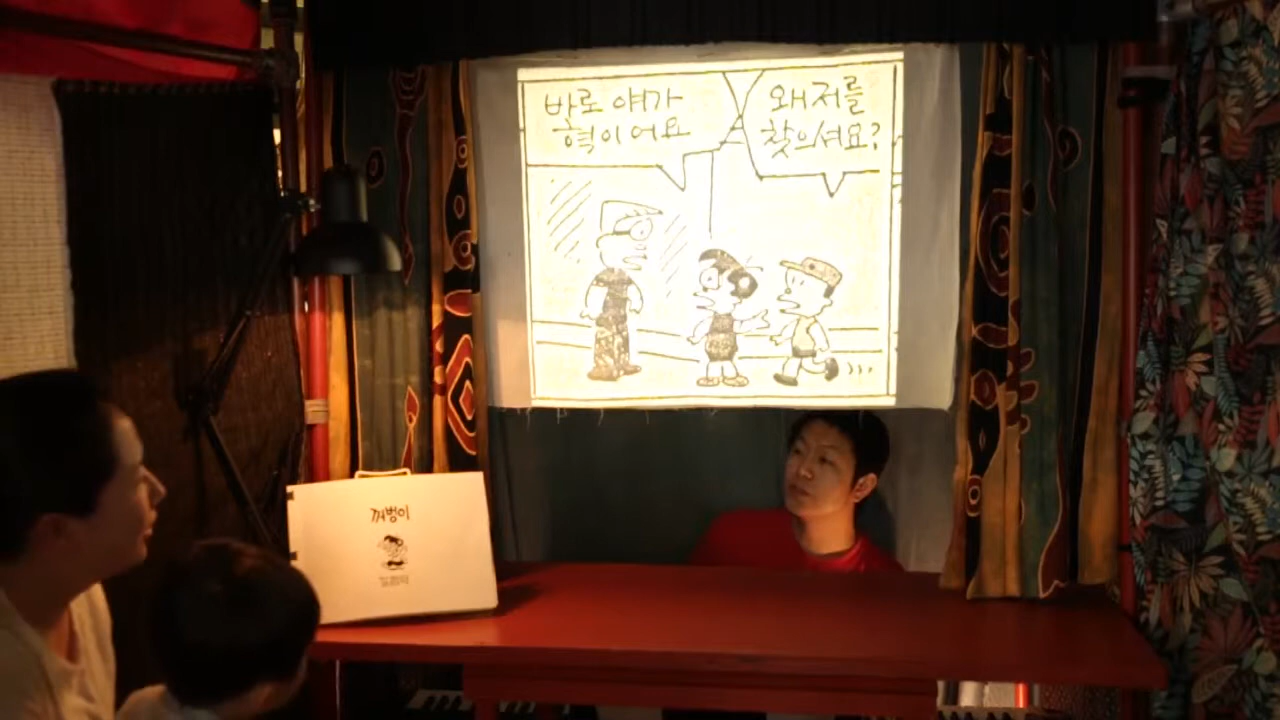 바로 얘가
혁이어요
왜 저를
찾으셔요?
꺼벙이